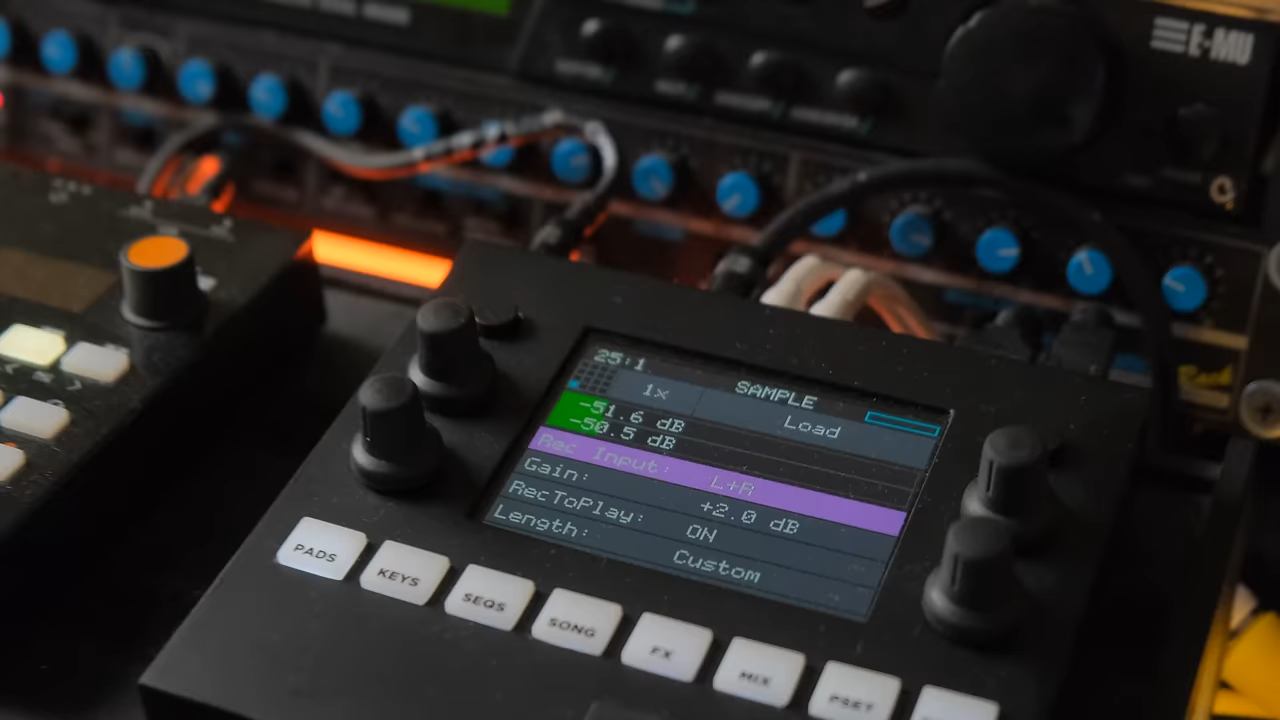 E-MU
25:1
SAMPLE
1x
Load
-51.6 dB
-50.5 dB
Rec Input: L+R
Gain: +2.0 dB
RecToPlay: ON
Length: Custom
PADS
KEYS
SEQS
SONG
FX
MIX
PSET